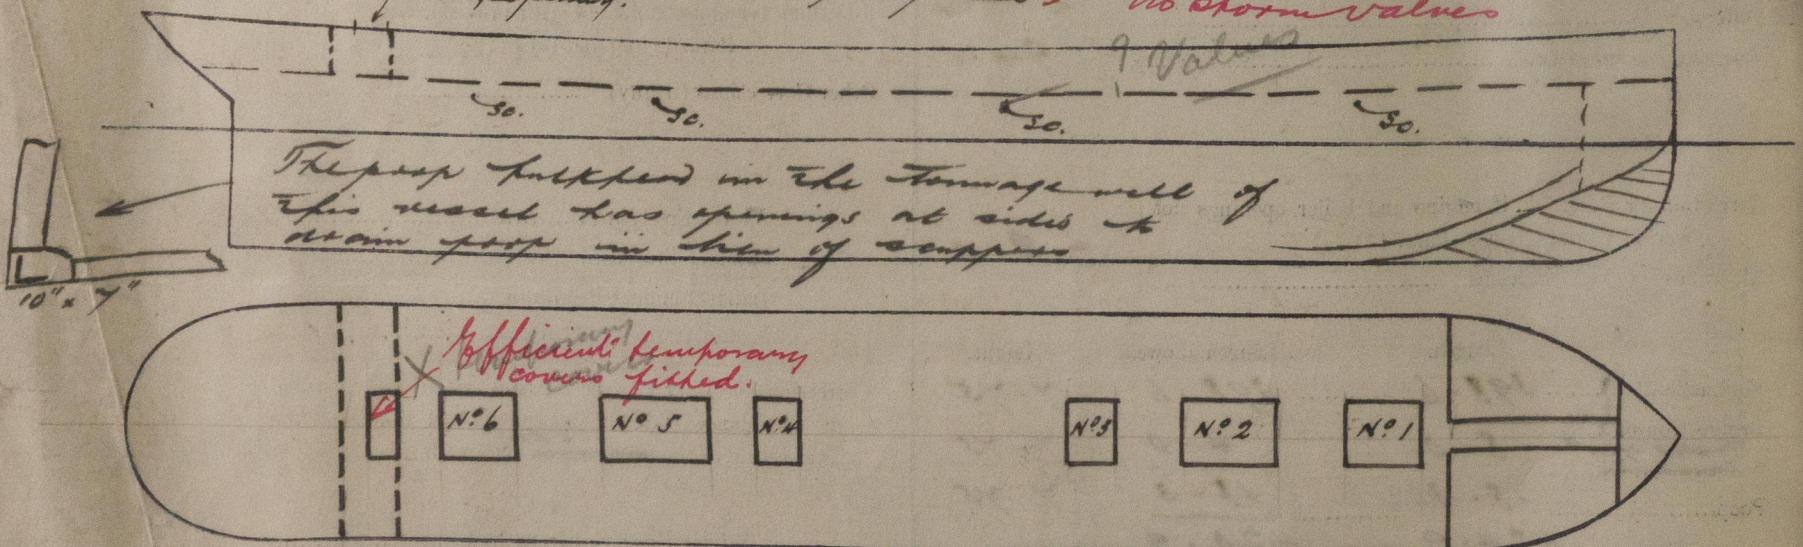 no storm valves
? Valves
sc. sc. sc. sc.
The poop bulkhead in the tonnage well of
this vessel has openings at sides to
drain poop in lieu of scuppers
10" x 7"
Efficient temporary
covers fitted.
X
Nº 6 Nº 5 Nº 4 Nº 3 Nº 2 Nº 1